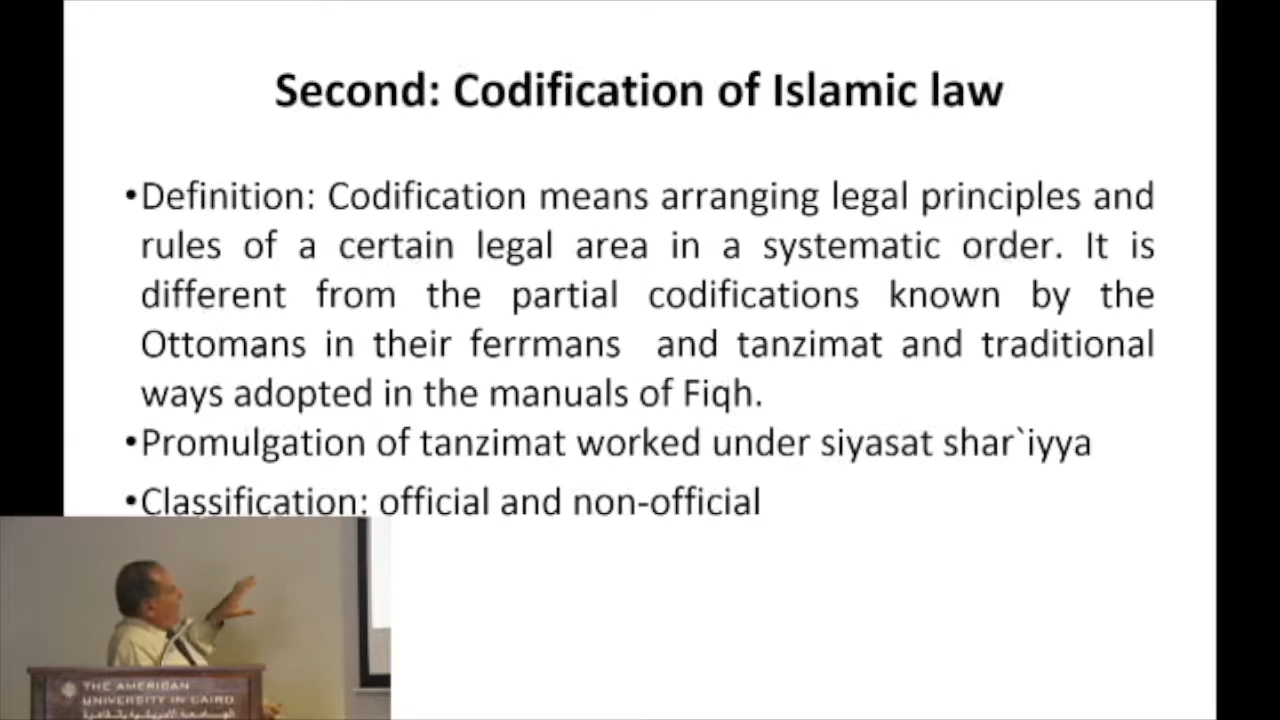 Second: Codification of Islamic law
•Definition: Codification means arranging legal principles and
rules of a certain legal area in a systematic order. It is
different from the partial codifications known by the
Ottomans in their ferrmans and tanzimat and traditional
ways adopted in the manuals of Fiqh.
•Promulgation of tanzimat worked under siyasat shar`iyya
•Classification: official and non-official
THE AMERICAN
UNIVERSITY IN CAIRO
الجامعة الأمريكية بالقاهرة